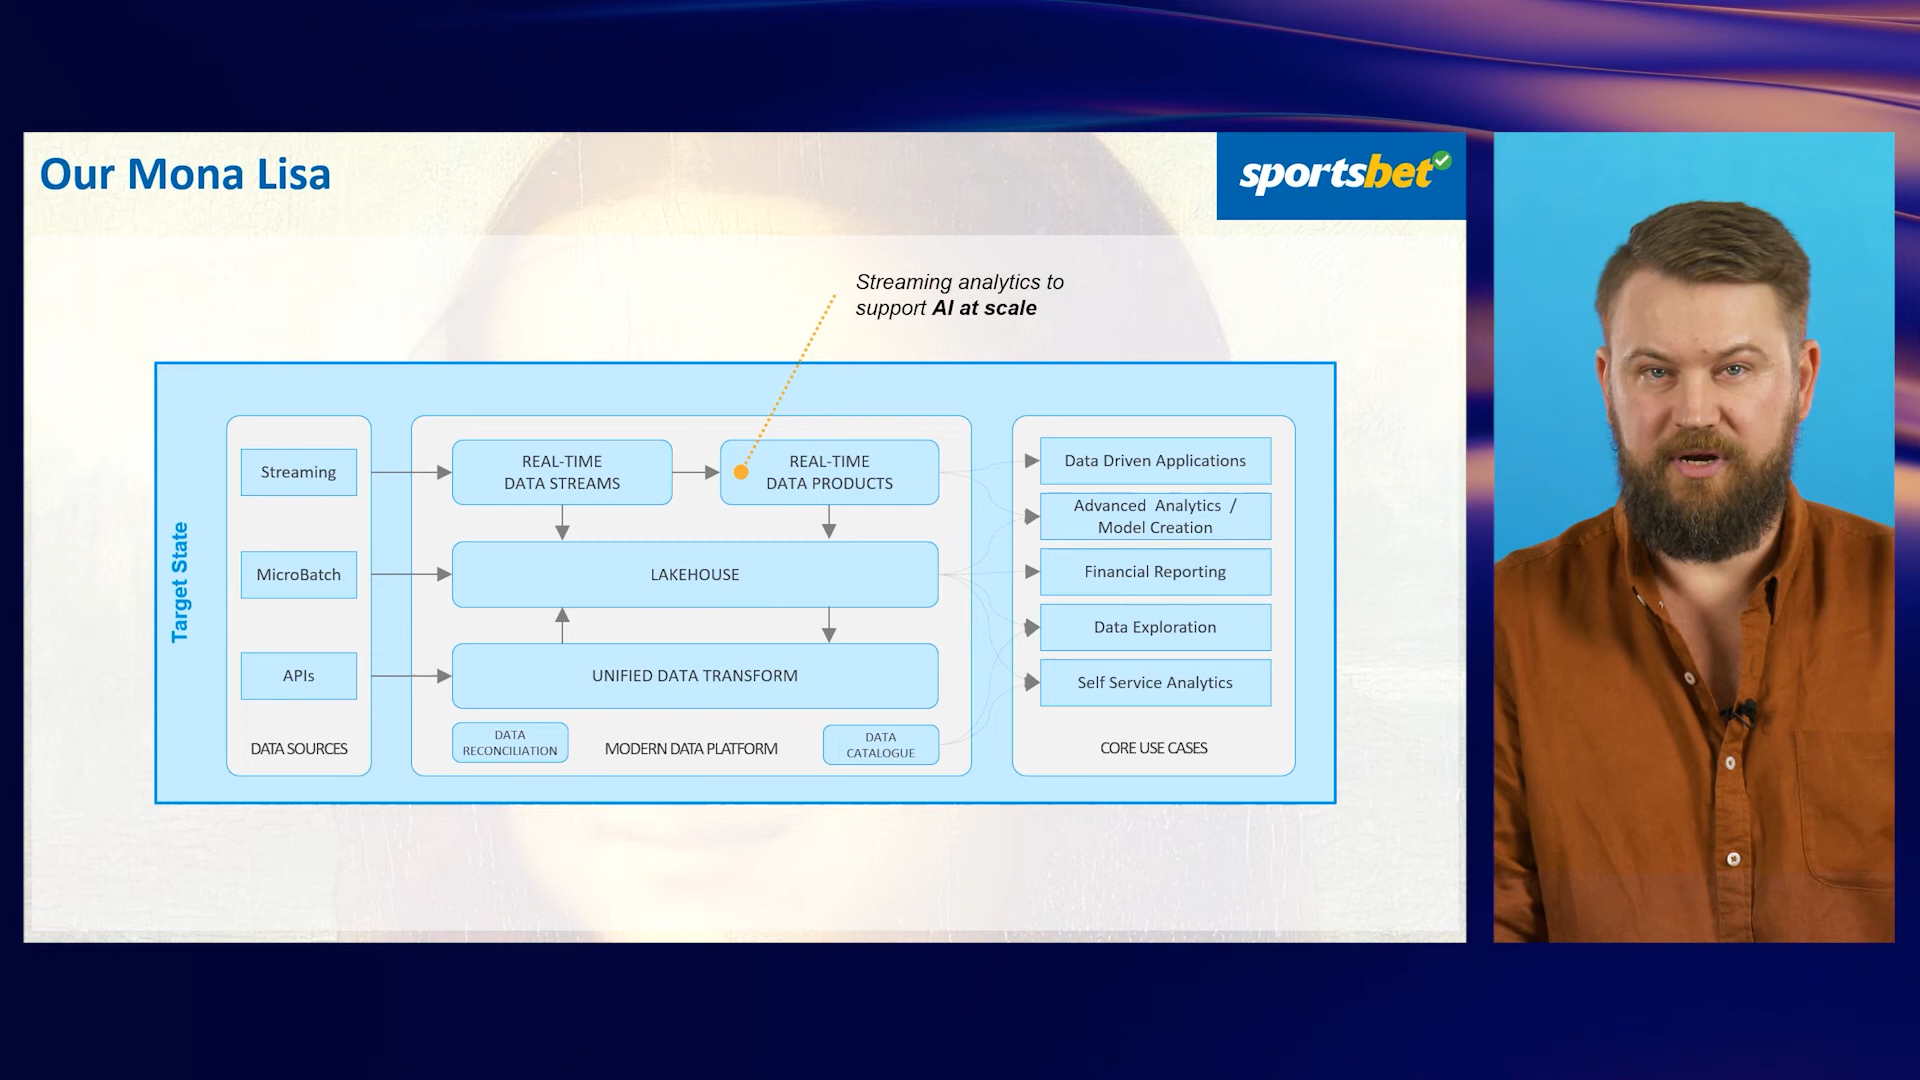 Our Mona Lisa
sportsbet
Streaming analytics to
support AI at scale
Target State
Streaming
MicroBatch
APIs
DATA SOURCES
REAL-TIME
DATA STREAMS
REAL-TIME
DATA PRODUCTS
LAKEHOUSE
UNIFIED DATA TRANSFORM
DATA
RECONCILIATION
MODERN DATA PLATFORM
DATA
CATALOGUE
Data Driven Applications
Advanced Analytics /
Model Creation
Financial Reporting
Data Exploration
Self Service Analytics
CORE USE CASES